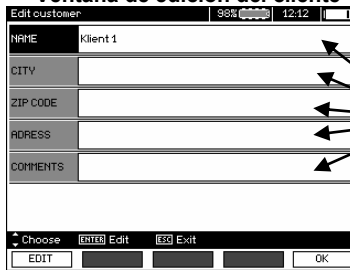 Ventana de edición del cliente
Edit customer 98% 12:12
NAME Klient 1
CITY
ZIP CODE
ADRESS
COMMENTS
Choose ENTER Edit ESC Exit
EDIT OK